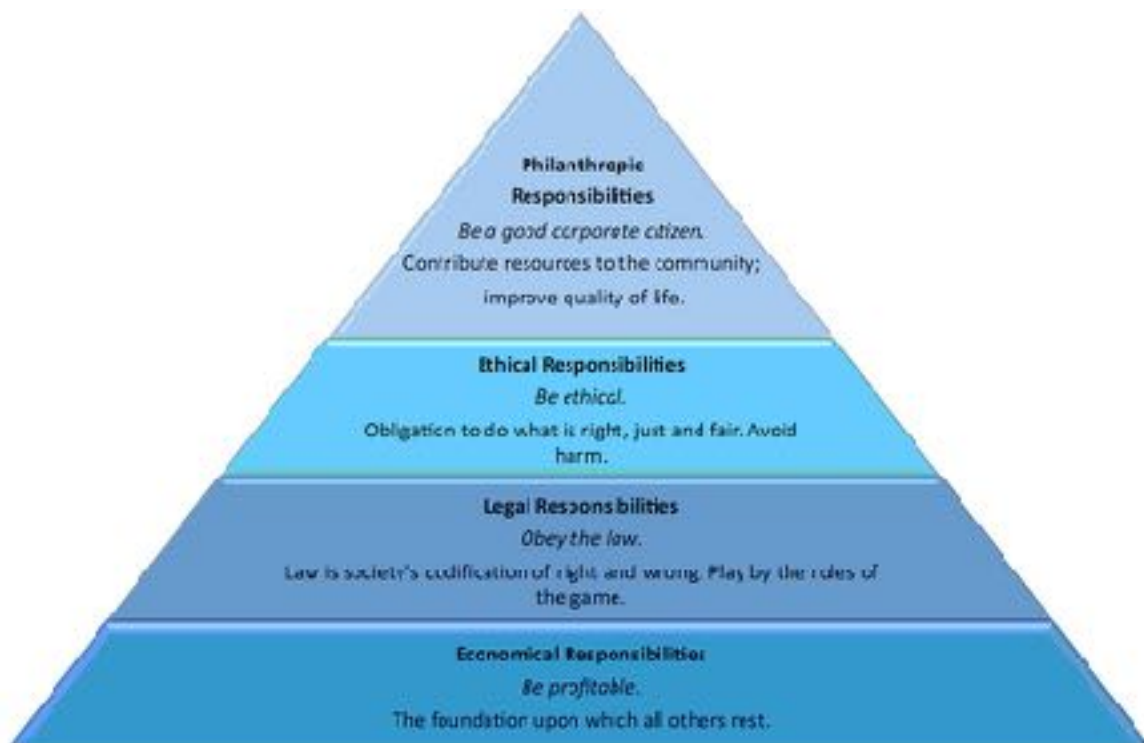 Philanthropic
Responsibilities
Be a good corporate citizen.
Contribute resources to the community;
improve quality of life.
Ethical Responsibilities
Be ethical.
Obligation to do what is right, just and fair. Avoid
harm.
Legal Responsibilities
Obey the law.
Law is society's codification of right and wrong. Play by the rules of
the game.
Economical Responsibilities
Be profitable.
The foundation upon which all others rest.